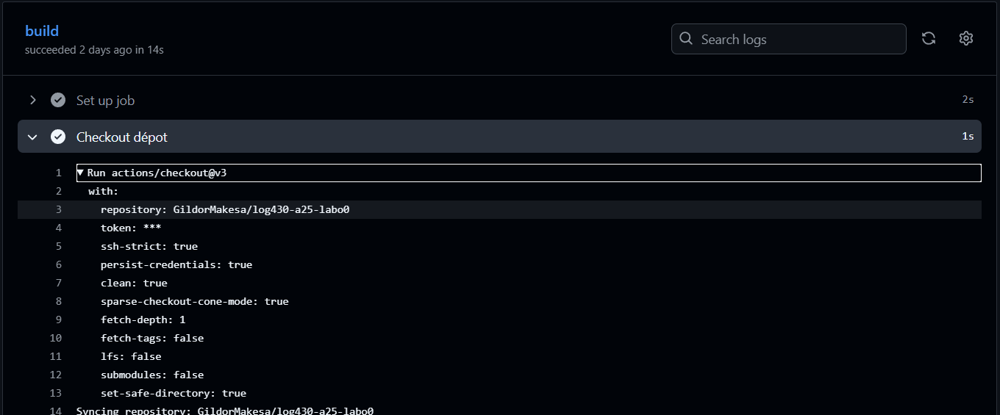 build
succeeded 2 days ago in 14s
Search logs
Set up job 2s
Checkout dépot 1s
1 Run actions/checkout@v3
2 with:
3 repository: GildorMakesa/log430-a25-labo0
4 token: ***
5 ssh-strict: true
6 persist-credentials: true
7 clean: true
8 sparse-checkout-cone-mode: true
9 fetch-depth: 1
10 fetch-tags: false
11 lfs: false
12 submodules: false
13 set-safe-directory: true
14 Syncing repository: GildorMakesa/log430-a25-labo0